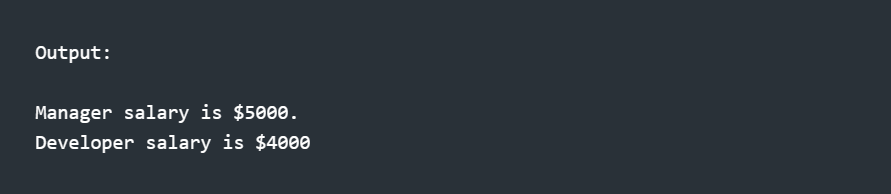 Output:
Manager salary is $5000.
Developer salary is $4000